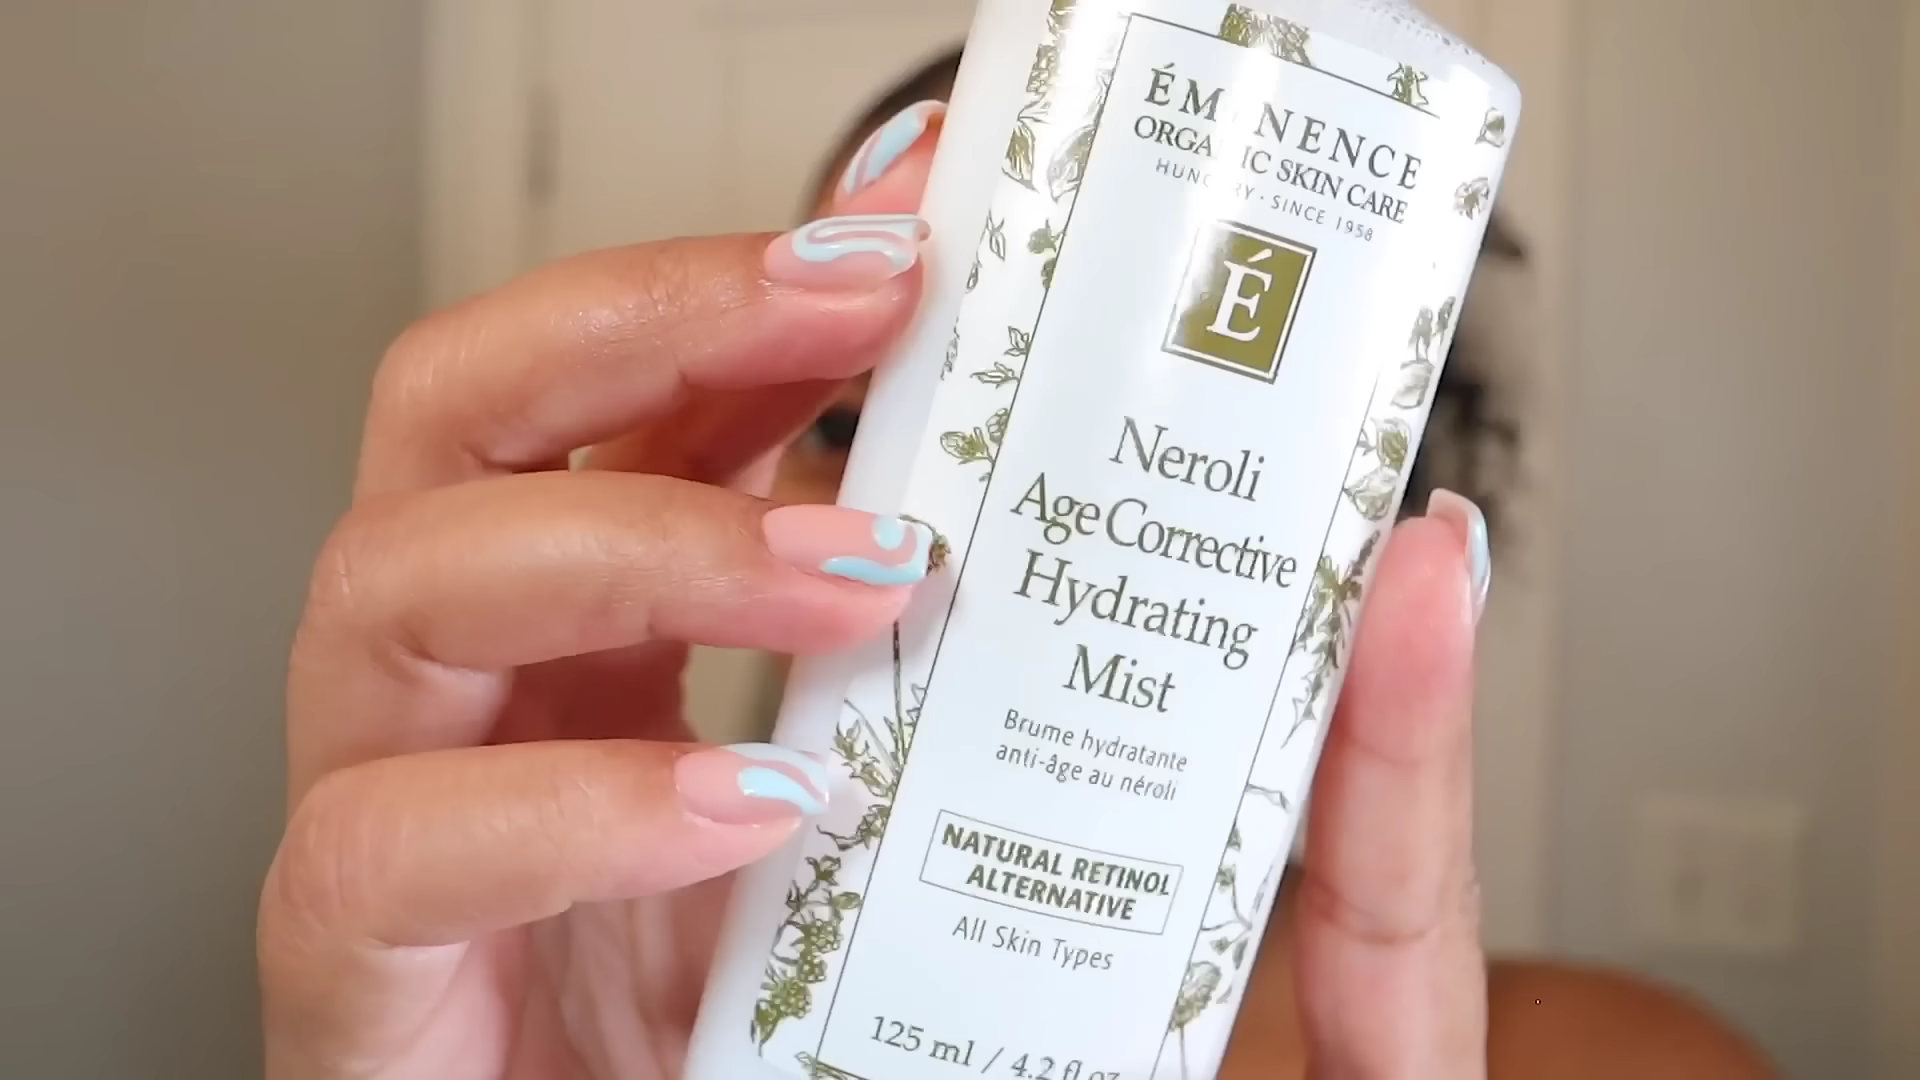 ÉMINENCE
ORGANIC SKIN CARE
HUNGARY · SINCE 1958
É
Neroli
Age Corrective
Hydrating
Mist
Brume hydratante
anti-âge au néroli
NATURAL RETINOL
ALTERNATIVE
All Skin Types
125 ml / 4.2 fl oz